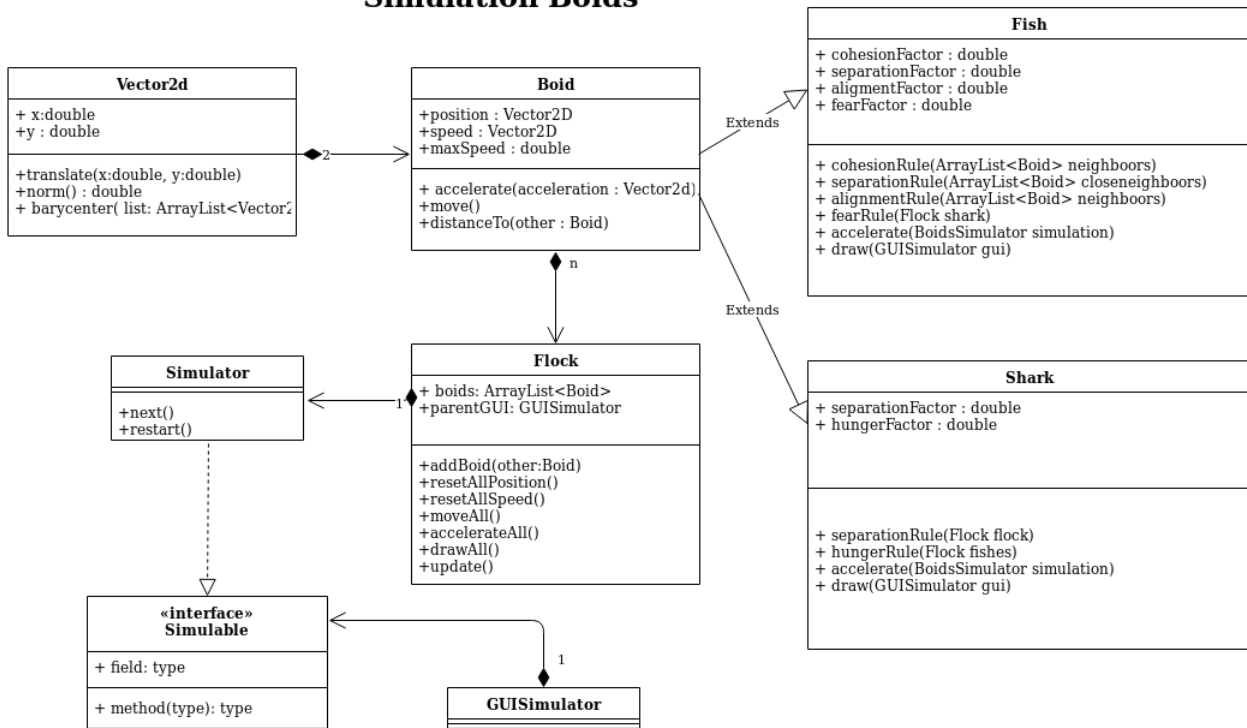 Simulation Boids
Vector2d
+ x:double
+y : double
+translate(x:double, y:double)
+norm() : double
+ barycenter( list: ArrayList<Vector2
2
Boid
+position : Vector2D
+speed : Vector2D
+maxSpeed : double
+ accelerate(acceleration : Vector2d)
+move()
+distanceTo(other : Boid)
n
Extends
Extends
Fish
+ cohesionFactor : double
+ separationFactor : double
+ aligmentFactor : double
+ fearFactor : double
+ cohesionRule(ArrayList<Boid> neighboors)
+ separationRule(ArrayList<Boid> closeneighboors)
+ alignmentRule(ArrayList<Boid> neighboors)
+ fearRule(Flock shark)
+ accelerate(BoidsSimulator simulation)
+ draw(GUISimulator gui)
Simulator
+next()
+restart()
1
Flock
+ boids: ArrayList<Boid>
+parentGUI: GUISimulator
+addBoid(other:Boid)
+resetAllPosition()
+resetAllSpeed()
+moveAll()
+accelerateAll()
+drawAll()
+update()
Shark
+ separationFactor : double
+ hungerFactor : double
+ separationRule(Flock flock)
+ hungerRule(Flock fishes)
+ accelerate(BoidsSimulator simulation)
+ draw(GUISimulator gui)
«interface»
Simulable
+ field: type
+ method(type): type
1
GUISimulator